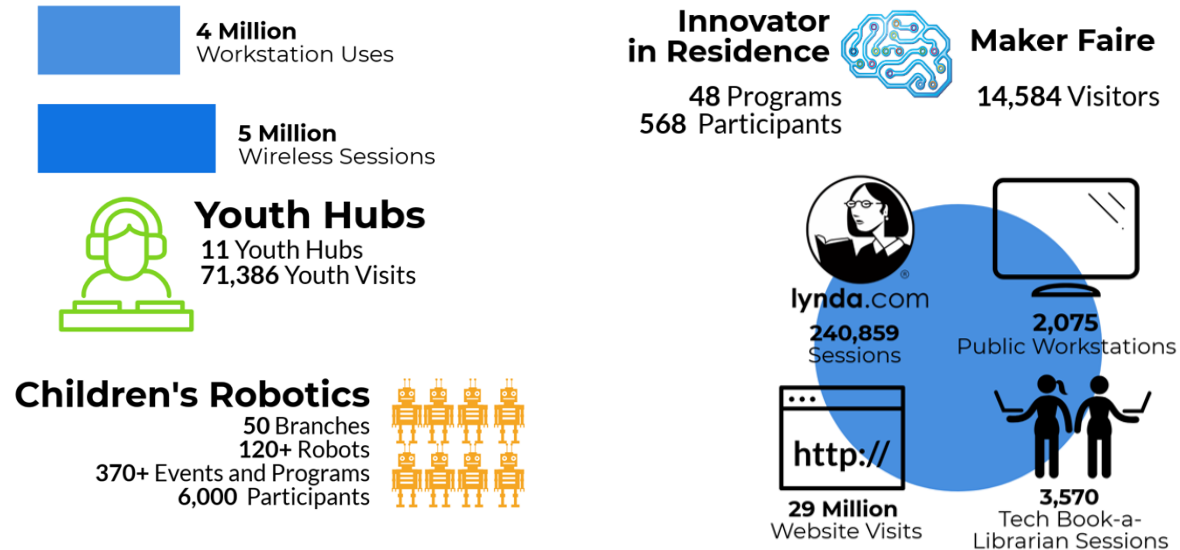 4 Million
Workstation Uses
5 Million
Wireless Sessions
Youth Hubs
11 Youth Hubs
71,386 Youth Visits
Children's Robotics
50 Branches
120+ Robots
370+ Events and Programs
6,000 Participants
Innovator
in Residence
48 Programs
568 Participants
Maker Faire
14,584 Visitors
®
lynda.com
240,859
Sessions
2,075
Public Workstations
http://
29 Million
Website Visits
3,570
Tech Book-a-
Librarian Sessions